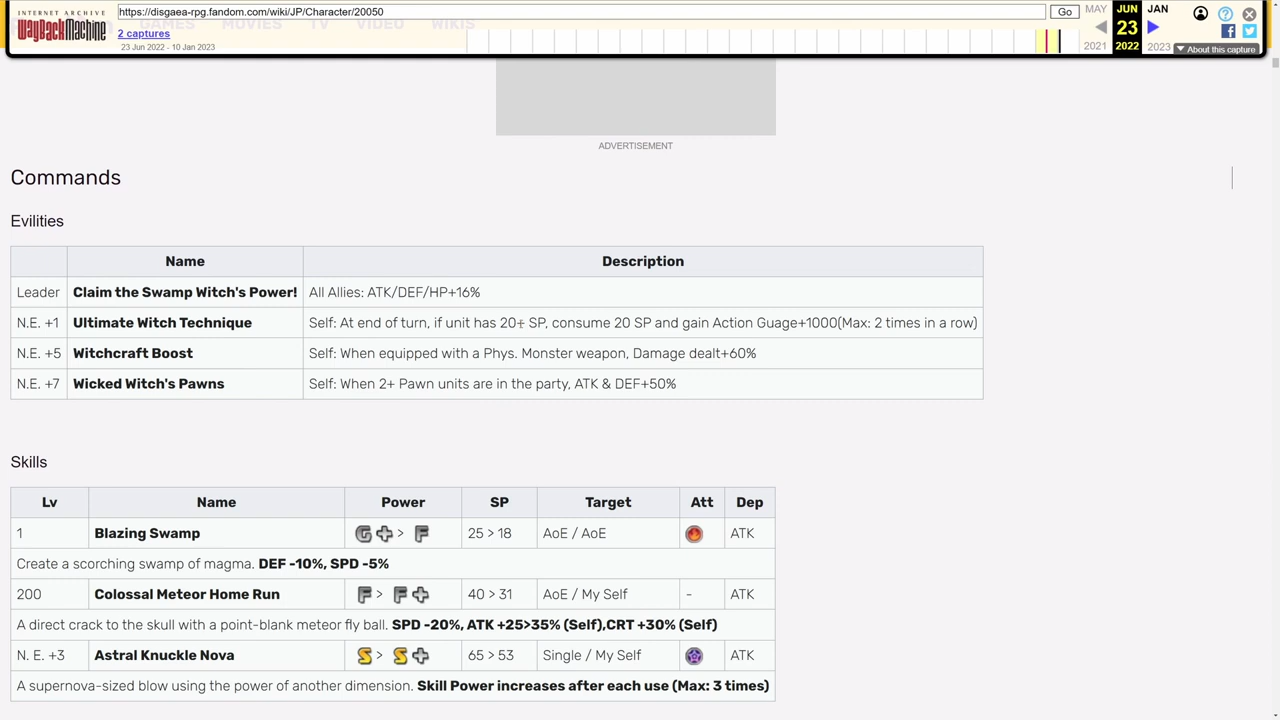 INTERNET ARCHIVE
WayBackMachine
https://disgaea-rpg.fandom.com/wiki/JP/Character/20050
Go
MAY
JUN
JAN
GAMES MOVIES TV VIDEO WIKIS
2 captures
23 Jun 2022 - 10 Jan 2023
23
2021
2022
2023
About this capture
ADVERTISEMENT
Commands
Evilities
Name Description
Leader Claim the Swamp Witch's Power! All Allies: ATK/DEF/HP+16%
N.E. +1 Ultimate Witch Technique Self: At end of turn, if unit has 20+ SP, consume 20 SP and gain Action Guage+1000(Max: 2 times in a row)
N.E. +5 Witchcraft Boost Self: When equipped with a Phys. Monster weapon, Damage dealt+60%
N.E. +7 Wicked Witch's Pawns Self: When 2+ Pawn units are in the party, ATK & DEF+50%
Skills
Lv Name Power SP Target Att Dep
1 Blazing Swamp G+ > F 25 > 18 AoE / AoE ATK
Create a scorching swamp of magma. DEF -10%, SPD -5%
200 Colossal Meteor Home Run F > F+ 40 > 31 AoE / My Self - ATK
A direct crack to the skull with a point-blank meteor fly ball. SPD -20%, ATK +25>35% (Self),CRT +30% (Self)
N. E. +3 Astral Knuckle Nova S > S+ 65 > 53 Single / My Self ATK
A supernova-sized blow using the power of another dimension. Skill Power increases after each use (Max: 3 times)